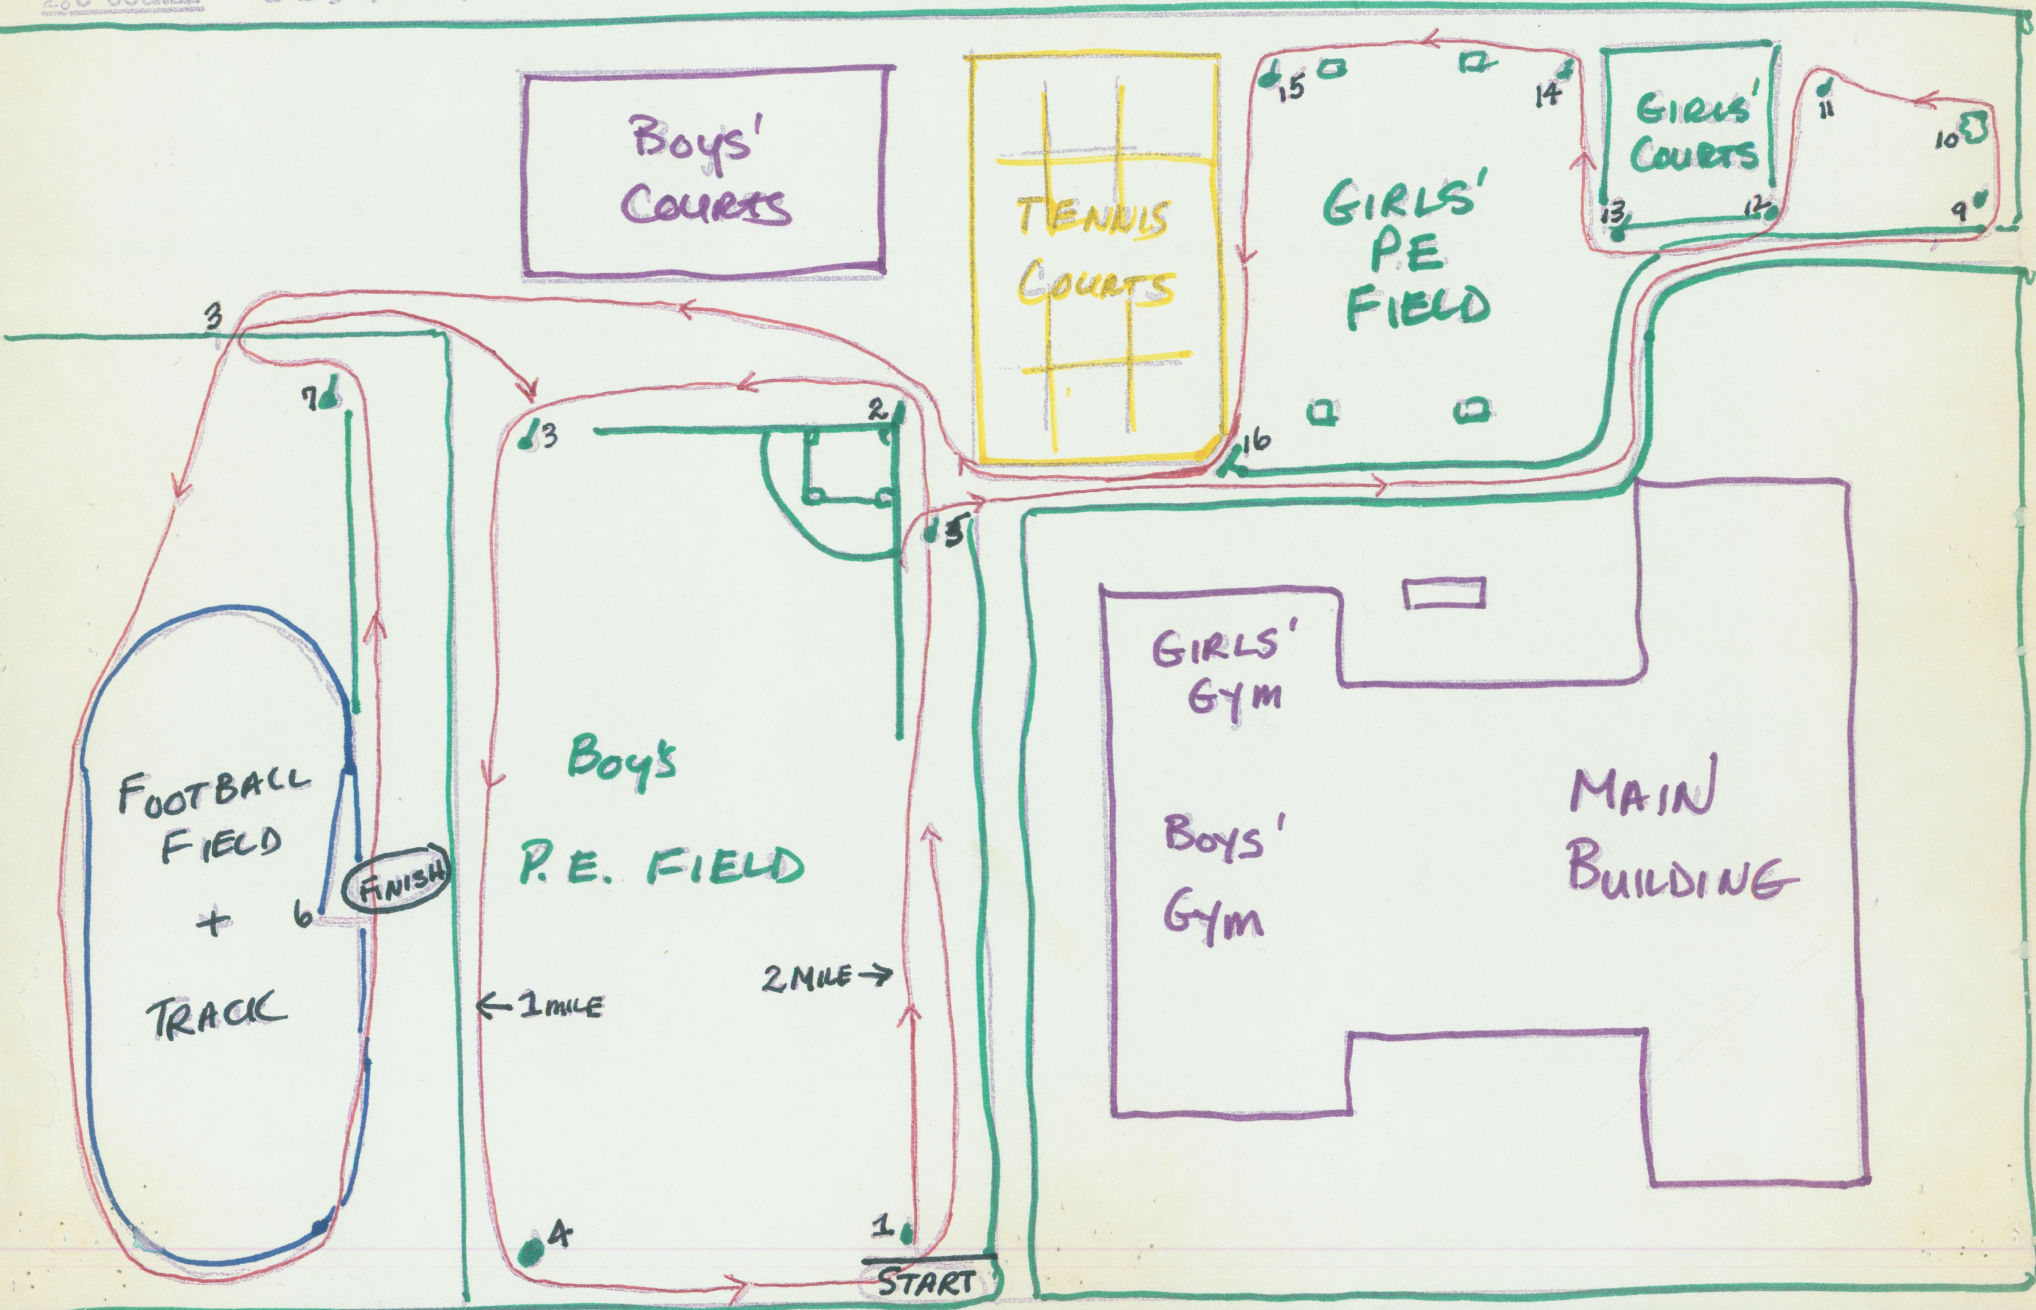 Boys'
Courts
TENNIS
COURTS
15
14
GIRLS'
P.E
FIELD
GIRLS'
COURTS
13
12
11
10
9
3
7
3
2
16
5
FOOTBALL
FIELD
+
TRACK
6
FINISH
Boy's
P.E. FIELD
2 MILE →
← 1 MILE
4
1
START
GIRLS'
Gym
Boys'
Gym
MAIN
BUILDING